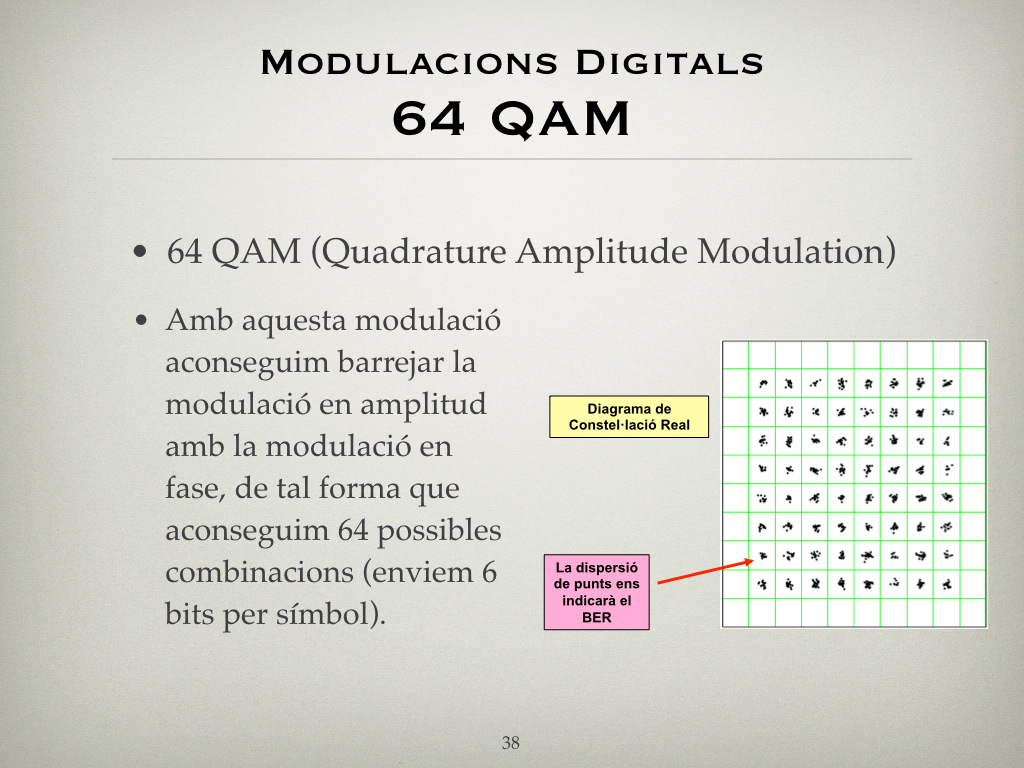 Modulacions Digitals
64 QAM
• 64 QAM (Quadrature Amplitude Modulation)
• Amb aquesta modulació
aconseguim barrejar la
modulació en amplitud
amb la modulació en
fase, de tal forma que
aconseguim 64 possibles
combinacions (enviem 6
bits per símbol).
Diagrama de
Constel·lació Real
La dispersió
de punts ens
indicarà el
BER
38